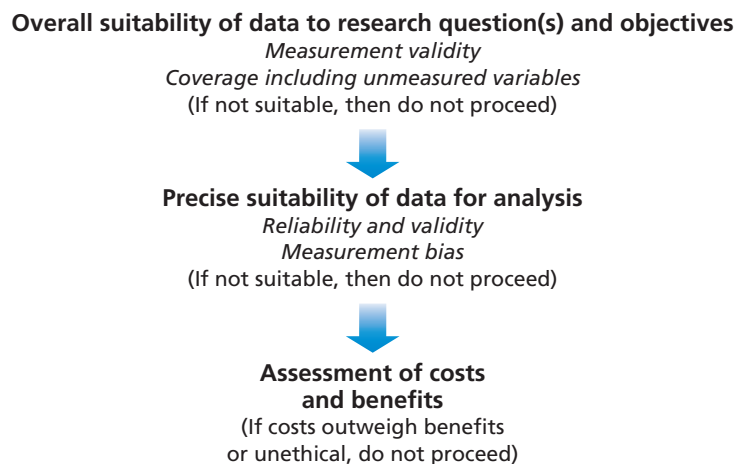 Overall suitability of data to research question(s) and objectives
Measurement validity
Coverage including unmeasured variables
(If not suitable, then do not proceed)
Precise suitability of data for analysis
Reliability and validity
Measurement bias
(If not suitable, then do not proceed)
Assessment of costs
and benefits
(If costs outweigh benefits
or unethical, do not proceed)